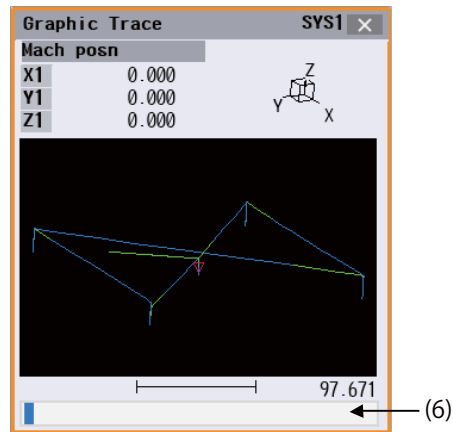 Graphic Trace SYS1
Mach posn
X1 0.000
Y1 0.000
Z1 0.000
Z
Y
X
97.671
(6)